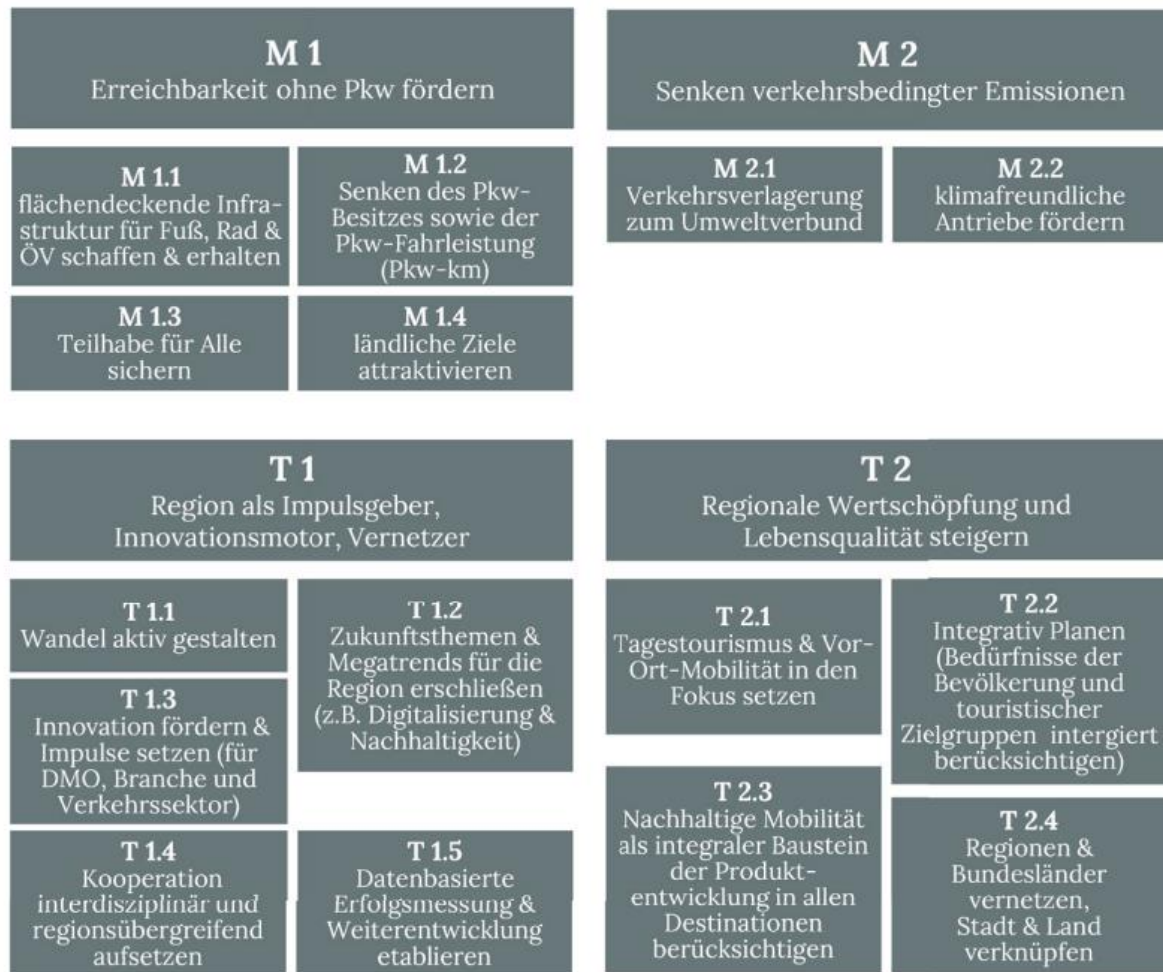 M 1
Erreichbarkeit ohne Pkw fördern
M 2
Senken verkehrsbedingter Emissionen
M 1.1
flächendeckende Infra-
struktur für Fuß, Rad &
ÖV schaffen & erhalten
M 1.2
Senken des Pkw-
Besitzes sowie der
Pkw-Fahrleistung
(Pkw-km)
M 2.1
Verkehrsverlagerung
zum Umweltverbund
M 2.2
klimafreundliche
Antriebe fördern
M 1.3
Teilhabe für Alle
sichern
M 1.4
ländliche Ziele
attraktivieren
T 1
Region als Impulsgeber,
Innovationsmotor, Vernetzer
T 2
Regionale Wertschöpfung und
Lebensqualität steigern
T 1.1
Wandel aktiv gestalten
T 1.2
Zukunftsthemen &
Megatrends für die
Region erschließen
(z.B. Digitalisierung &
Nachhaltigkeit)
T 1.3
Innovation fördern &
Impulse setzen (für
DMO, Branche und
Verkehrssektor)
T 1.4
Kooperation
interdisziplinär und
regionsübergreifend
aufsetzen
T 1.5
Datenbasierte
Erfolgsmessung &
Weiterentwicklung
etablieren
T 2.1
Tagestourismus & Vor-
Ort-Mobilität in den
Fokus setzen
T 2.2
Integrativ Planen
(Bedürfnisse der
Bevölkerung und
touristischer
Zielgruppen intergiert
berücksichtigen)
T 2.3
Nachhaltige Mobilität
als integraler Baustein
der Produkt-
entwicklung in allen
Destinationen
berücksichtigen
T 2.4
Regionen &
Bundesländer
vernetzen,
Stadt & Land
verknüpfen